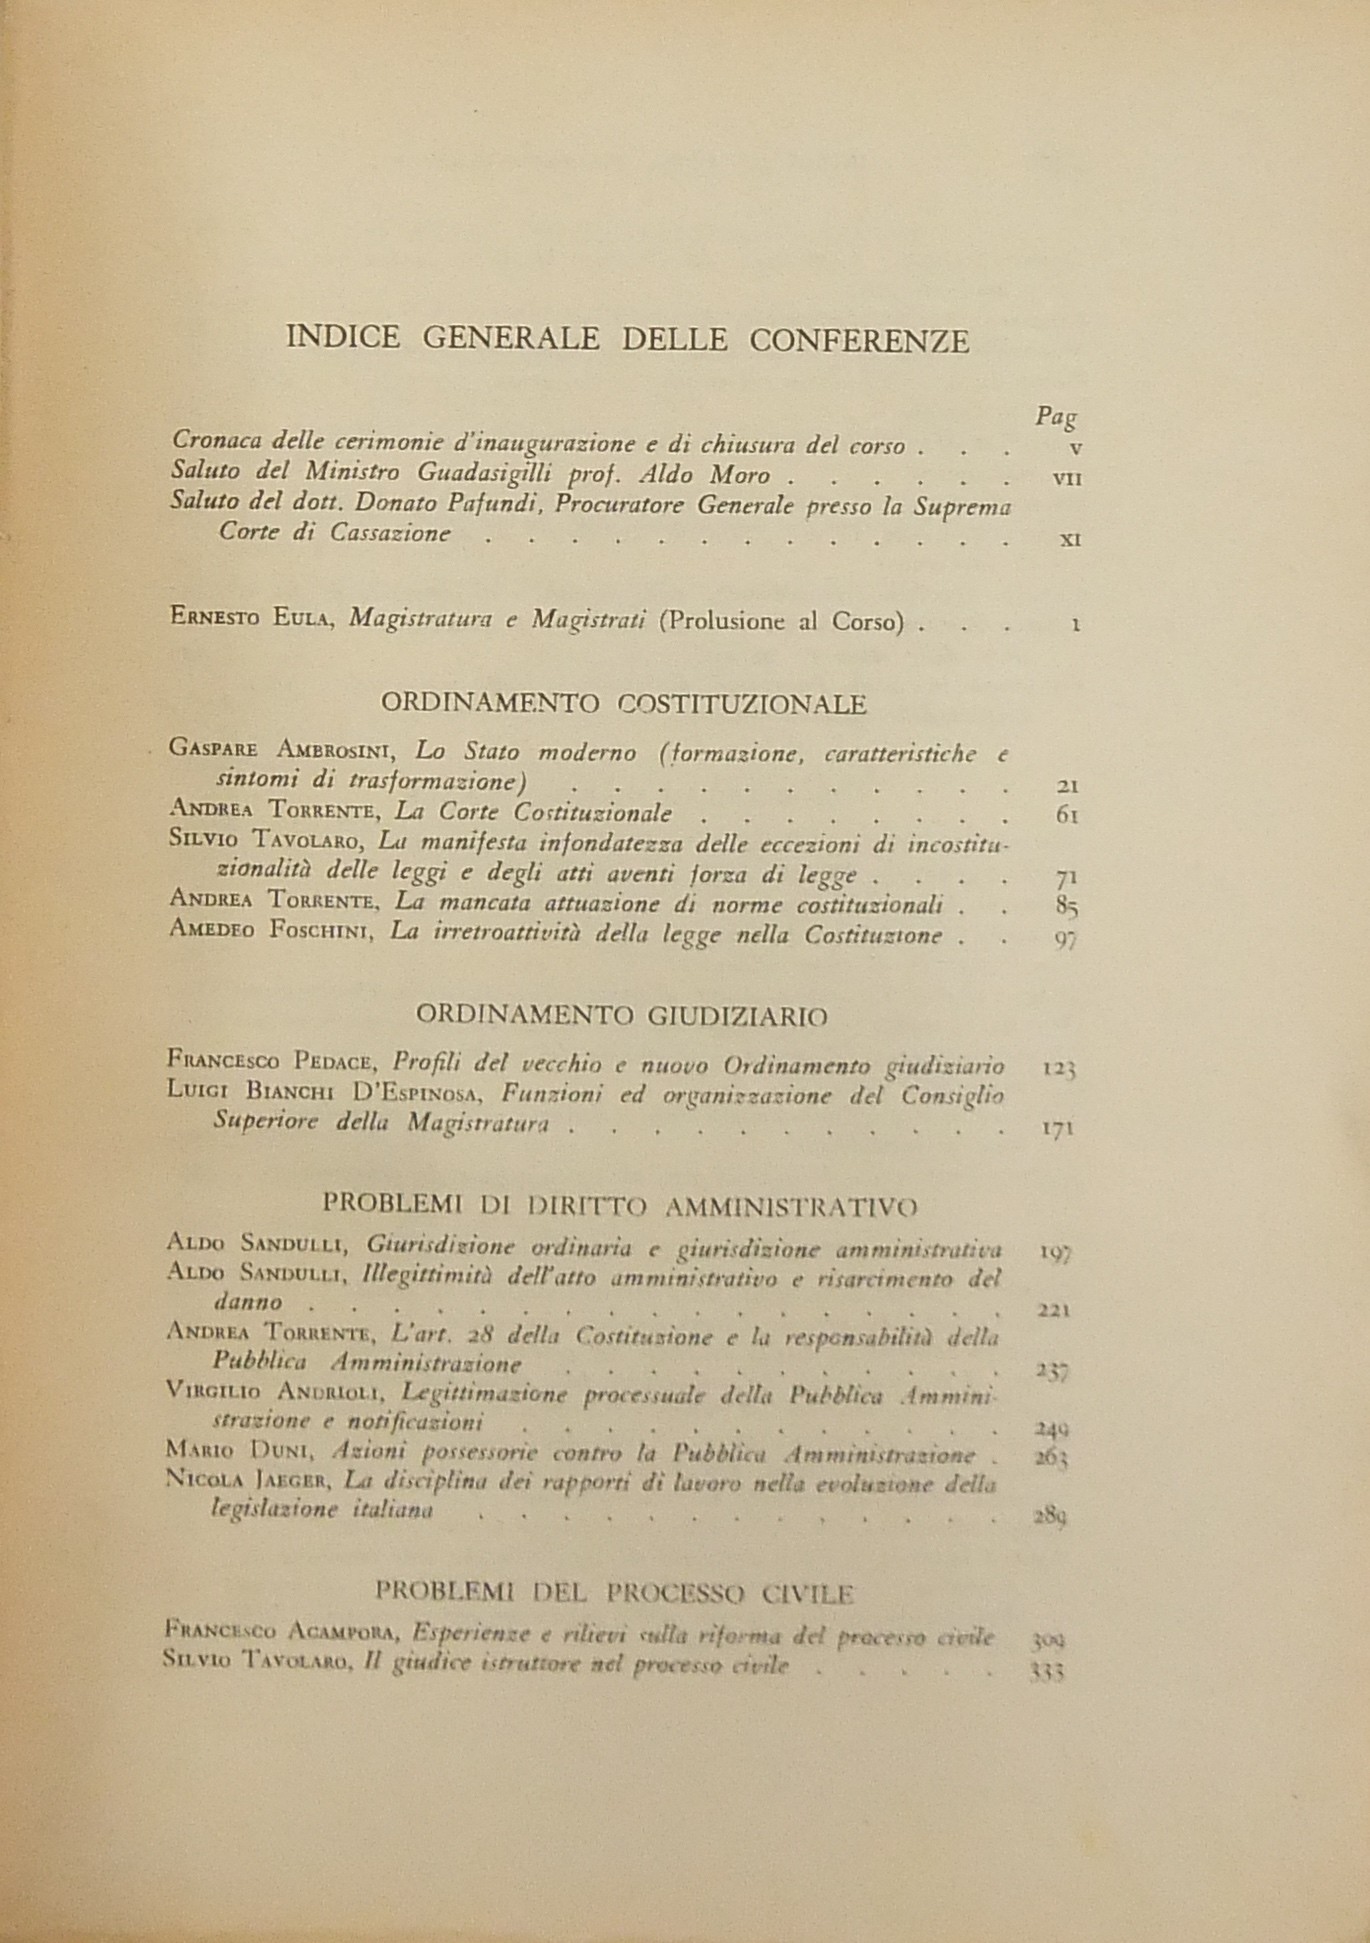 INDICE GENERALE DELLE CONFERENZE
Pag
Cronaca delle cerimonie d'inaugurazione e di chiusura del corso . . . V
Saluto del Ministro Guadasigilli prof. Aldo Moro . . . . . . VII
Saluto del dott. Donato Pafundi, Procuratore Generale presso la Suprema
Corte di Cassazione . . . . . . . . . . . . . XI
ERNESTO EULA, Magistratura e Magistrati (Prolusione al Corso) . . . 1
ORDINAMENTO COSTITUZIONALE
GASPARE AMBROSINI, Lo Stato moderno (formazione, caratteristiche e
sintomi di trasformazione) . . . . . . . . . . . 21
ANDREA TORRENTE, La Corte Costituzionale . . . . . . . . 61
SILVIO TAVOLARO, La manifesta infondatezza delle eccezioni di incostitu-
zionalità delle leggi e degli atti aventi forza di legge . . . . 71
ANDREA TORRENTE, La mancata attuazione di norme costituzionali . . 85
AMEDEO FOSCHINI, La irretroattività della legge nella Costituzione . . 97
ORDINAMENTO GIUDIZIARIO
FRANCESCO PEDACE, Profili del vecchio e nuovo Ordinamento giudiziario 123
LUIGI BIANCHI D'ESPINOSA, Funzioni ed organizzazione del Consiglio
Superiore della Magistratura . . . . . . . . . . . 171
PROBLEMI DI DIRITTO AMMINISTRATIVO
ALDO SANDULLI, Giurisdizione ordinaria e giurisdizione amministrativa 197
ALDO SANDULLI, Illegittimità dell'atto amministrativo e risarcimento del
danno . . . . . . . . . . . . . . . . . 221
ANDREA TORRENTE, L'art. 28 della Costituzione e la responsabilità della
Pubblica Amministrazione . . . . . . . . . . . 237
VIRGILIO ANDRIOLI, Legittimazione processuale della Pubblica Ammini-
strazione e notificazioni . . . . . . . . . . . . 249
MARIO DUNI, Azioni possessorie contro la Pubblica Amministrazione . 263
NICOLA JAEGER, La disciplina dei rapporti di lavoro nella evoluzione della
legislazione italiana . . . . . . . . . . . . . 289
PROBLEMI DEL PROCESSO CIVILE
FRANCESCO ACAMPORA, Esperienze e rilievi sulla riforma del processo civile 309
SILVIO TAVOLARO, Il giudice istruttore nel processo civile . . . . . 333